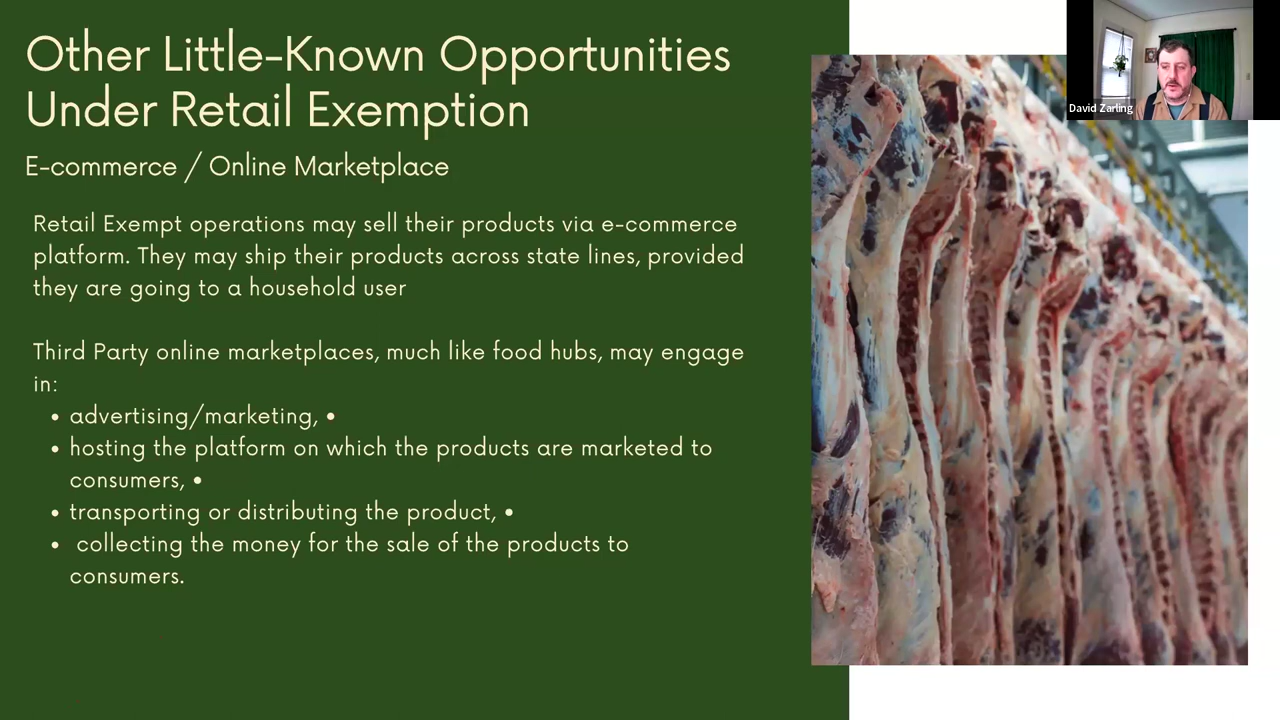 Other Little-Known Opportunities
Under Retail Exemption
E-commerce / Online Marketplace
Retail Exempt operations may sell their products via e-commerce
platform. They may ship their products across state lines, provided
they are going to a household user
Third Party online marketplaces, much like food hubs, may engage
in:
• advertising/marketing, •
• hosting the platform on which the products are marketed to
consumers, •
• transporting or distributing the product, •
• collecting the money for the sale of the products to
consumers.
David Zarling